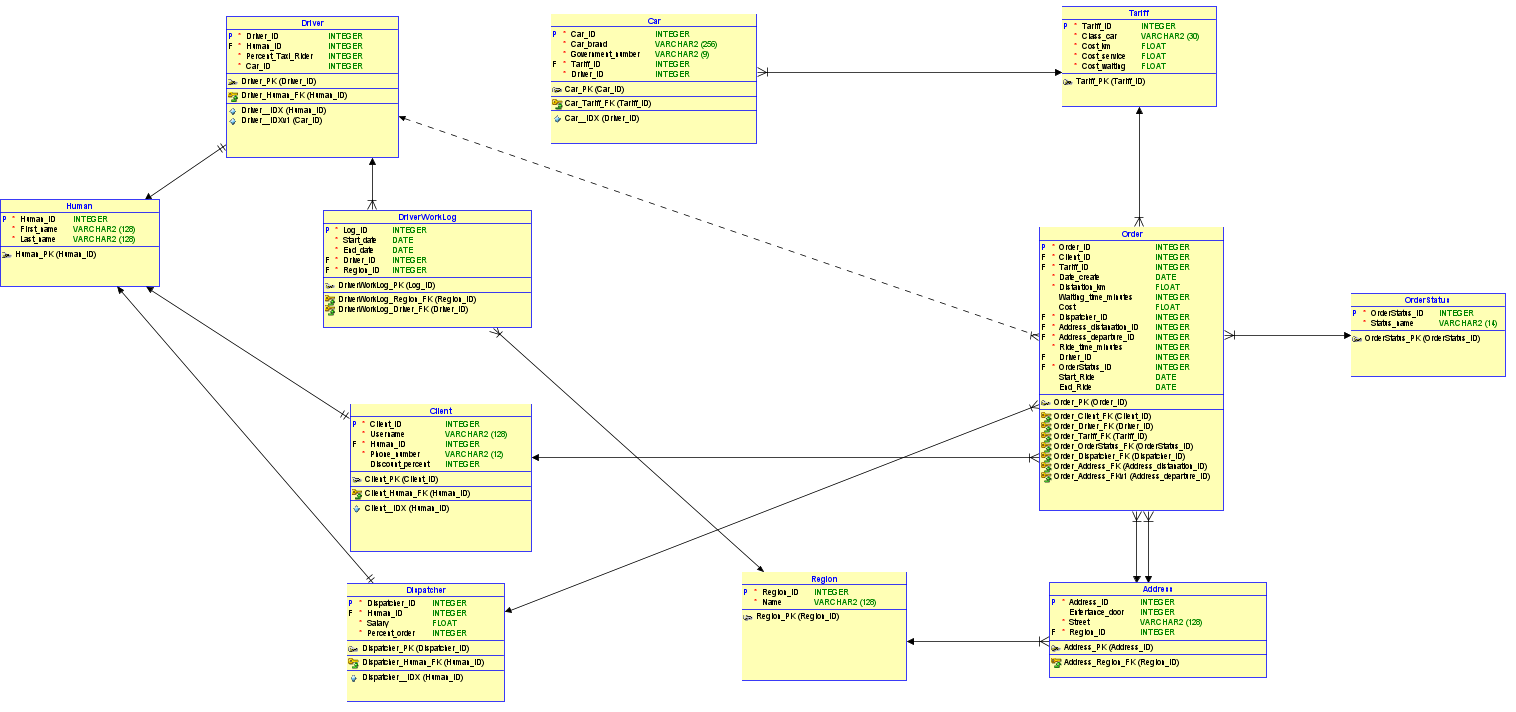 Driver
P * Driver_ID INTEGER
F * Human_ID INTEGER
* Percent_Taxi_Rider INTEGER
* Car_ID INTEGER
Driver_PK (Driver_ID)
Driver_Human_FK (Human_ID)
Driver__IDX (Human_ID)
Driver__IDXv1 (Car_ID)
Car
P * Car_ID INTEGER
* Car_brand VARCHAR2 (256)
* Government_number VARCHAR2 (9)
F * Tariff_ID INTEGER
* Driver_ID INTEGER
Car_PK (Car_ID)
Car_Tariff_FK (Tariff_ID)
Car__IDX (Driver_ID)
Tariff
P * Tariff_ID INTEGER
* Class_car VARCHAR2 (30)
* Cost_km FLOAT
* Cost_service FLOAT
* Cost_waiting FLOAT
Tariff_PK (Tariff_ID)
Human
P * Human_ID INTEGER
* First_name VARCHAR2 (128)
* Last_name VARCHAR2 (128)
Human_PK (Human_ID)
DriverWorkLog
P * Log_ID INTEGER
* Start_date DATE
* End_date DATE
F * Driver_ID INTEGER
F * Region_ID INTEGER
DriverWorkLog_PK (Log_ID)
DriverWorkLog_Region_FK (Region_ID)
DriverWorkLog_Driver_FK (Driver_ID)
Order
P * Order_ID INTEGER
F * Client_ID INTEGER
F * Tariff_ID INTEGER
* Date_create DATE
* Distantion_km FLOAT
Waiting_time_minutes INTEGER
Cost FLOAT
F * Dispatcher_ID INTEGER
F * Address_distanation_ID INTEGER
F * Address_departure_ID INTEGER
* Ride_time_minutes INTEGER
F Driver_ID INTEGER
F * OrderStatus_ID INTEGER
Start_Ride DATE
End_Ride DATE
Order_PK (Order_ID)
Order_Client_FK (Client_ID)
Order_Driver_FK (Driver_ID)
Order_Tariff_FK (Tariff_ID)
Order_OrderStatus_FK (OrderStatus_ID)
Order_Dispatcher_FK (Dispatcher_ID)
Order_Address_FK (Address_distanation_ID)
Order_Address_FKv1 (Address_departure_ID)
OrderStatus
P * OrderStatus_ID INTEGER
* Status_name VARCHAR2 (14)
OrderStatus_PK (OrderStatus_ID)
Client
P * Client_ID INTEGER
* Username VARCHAR2 (128)
F * Human_ID INTEGER
* Phone_number VARCHAR2 (12)
Discount_percent INTEGER
Client_PK (Client_ID)
Client_Human_FK (Human_ID)
Client__IDX (Human_ID)
Dispatcher
P * Dispatcher_ID INTEGER
F * Human_ID INTEGER
* Salary FLOAT
* Percent_order INTEGER
Dispatcher_PK (Dispatcher_ID)
Dispatcher_Human_FK (Human_ID)
Dispatcher__IDX (Human_ID)
Region
P * Region_ID INTEGER
* Name VARCHAR2 (128)
Region_PK (Region_ID)
Address
P * Address_ID INTEGER
Entertance_door INTEGER
* Street VARCHAR2 (128)
F * Region_ID INTEGER
Address_PK (Address_ID)
Address_Region_FK (Region_ID)